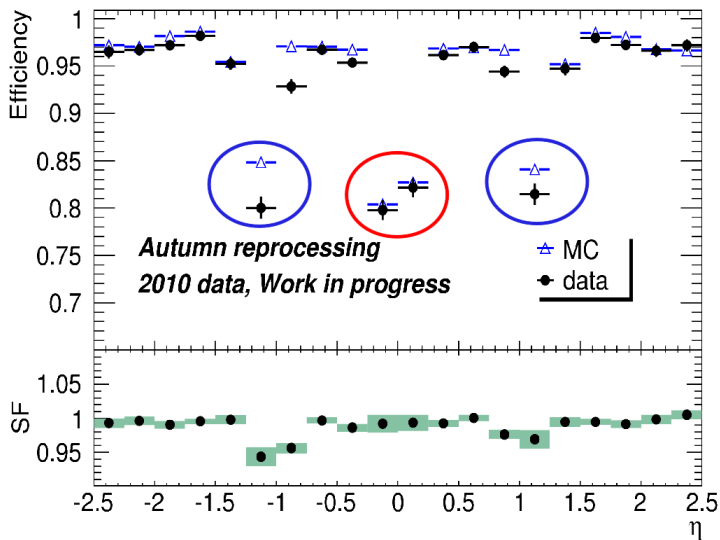 1
0.95
0.9
0.85
0.8
0.75
0.7
Efficiency
Autumn reprocessing
2010 data, Work in progress
MC
data
1.05
1
0.95
SF
-2.5 -2 -1.5 -1 -0.5 0 0.5 1 1.5 2 2.5
η